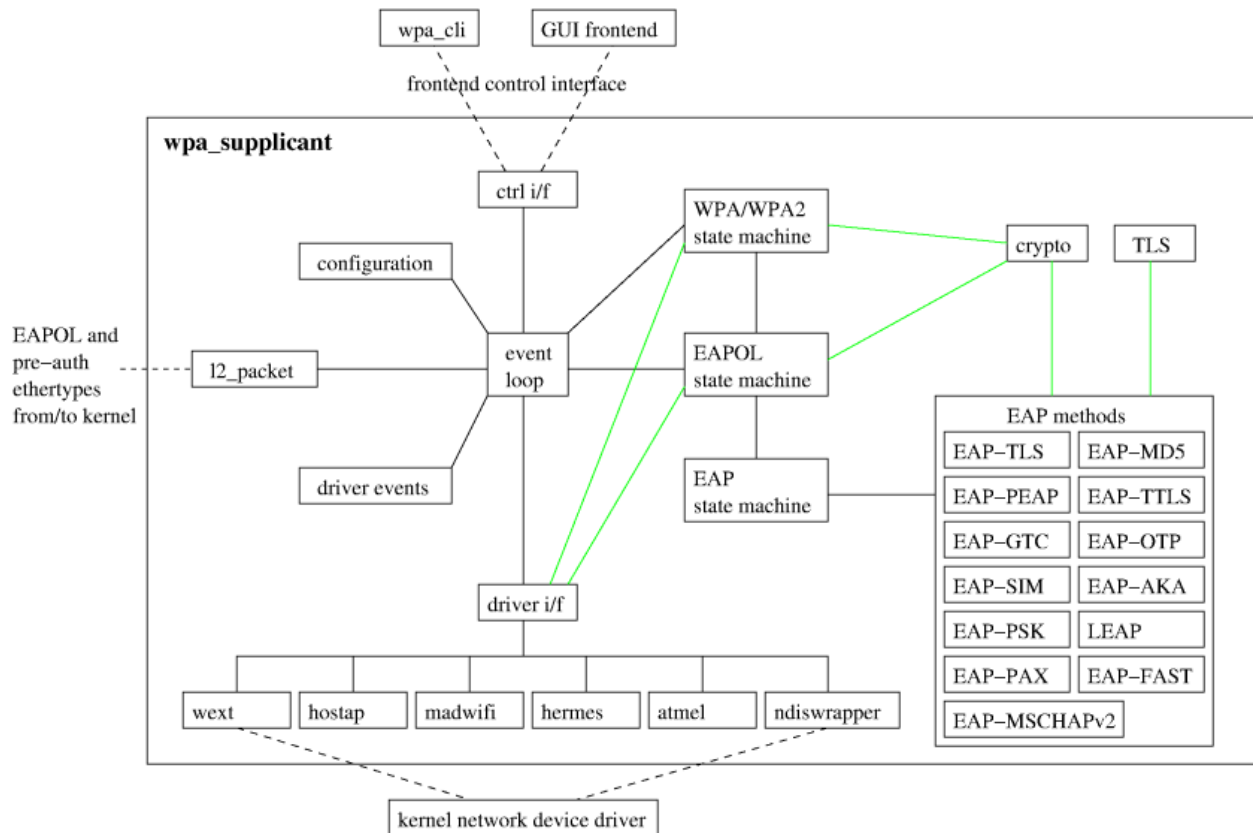 wpa_cli
GUI frontend
frontend control interface
wpa_supplicant
ctrl i/f
WPA/WPA2
state machine
crypto
TLS
configuration
EAPOL and
pre−auth
ethertypes
from/to kernel
l2_packet
event
loop
EAPOL
state machine
driver events
EAP
state machine
EAP methods
EAP−TLS
EAP−MD5
EAP−PEAP
EAP−TTLS
EAP−GTC
EAP−OTP
EAP−SIM
EAP−AKA
EAP−PSK
LEAP
EAP−PAX
EAP−FAST
EAP−MSCHAPv2
driver i/f
wext
hostap
madwifi
hermes
atmel
ndiswrapper
kernel network device driver